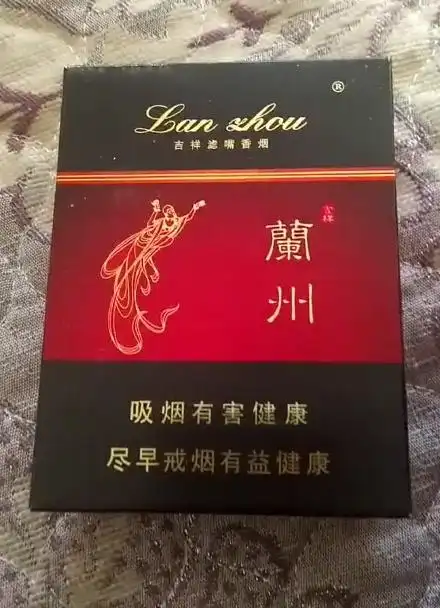 ®
Lan zhou
吉祥滤嘴香烟
吉祥
蘭
州
吸烟有害健康
尽早戒烟有益健康